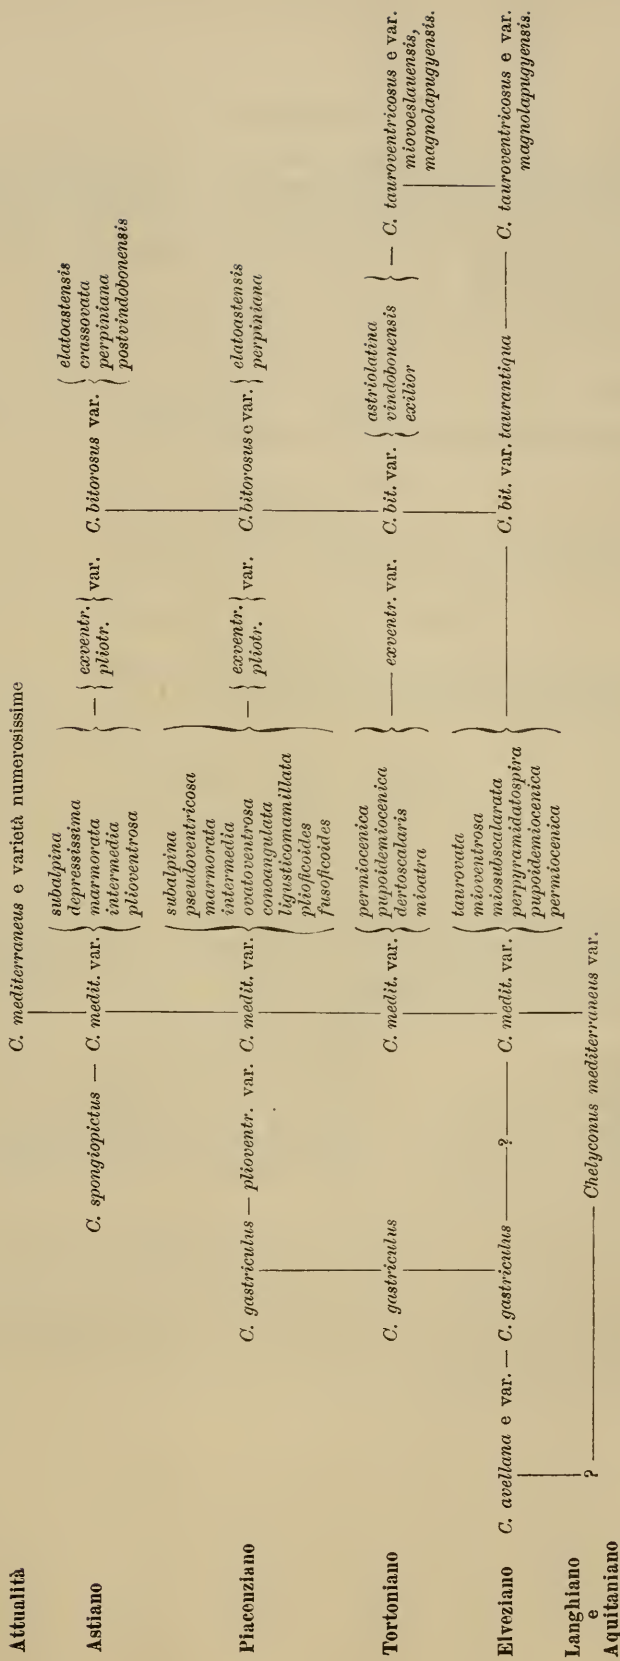 Attualità
C. mediterraneus e varietà numerosissime
Astiano
C. spongiopictus — C. medit. var.
subalpina
depressissima
marmorata
intermedia
plioventrosa
— exventr. var.
pliotr.
C. bitorosus var.
elatoastensis
crassovata
perpiniana
postvindobonensis
Piacenziano
C. gastriculus — plioventr. var. C. medit. var.
subalpina
pseudoventricosa
marmorata
intermedia
ovatoventrosa
conoangulata
ligusticomamillata
plioficoides
fusoficoides
— exventr. var.
pliotr.
C. bitorosus e var.
elatoastensis
perpiniana
Tortoniano
C. gastriculus
C. medit. var.
permiocenica
pupoidemiocenica
dertoscalaris
mioatra
— exventr. var.
C. bit. var.
astriolatina
vindobonensis
exilior
— C. tauroventricosus e var.
miovoeslauensis,
magnolapugyensis.
Elveziano
C. avellana e var. — C. gastriculus — ? — C. medit. var.
taurovata
mioventrosa
miosubscalarata
perpyramidatospira
pupoidemiocenica
permiocenica
— C. bit. var. taurantiqua — C. tauroventricosus e var.
magnolapugyensis.
Langhiano
e
Aquitaniano
? — Chelyconus mediterraneus var.